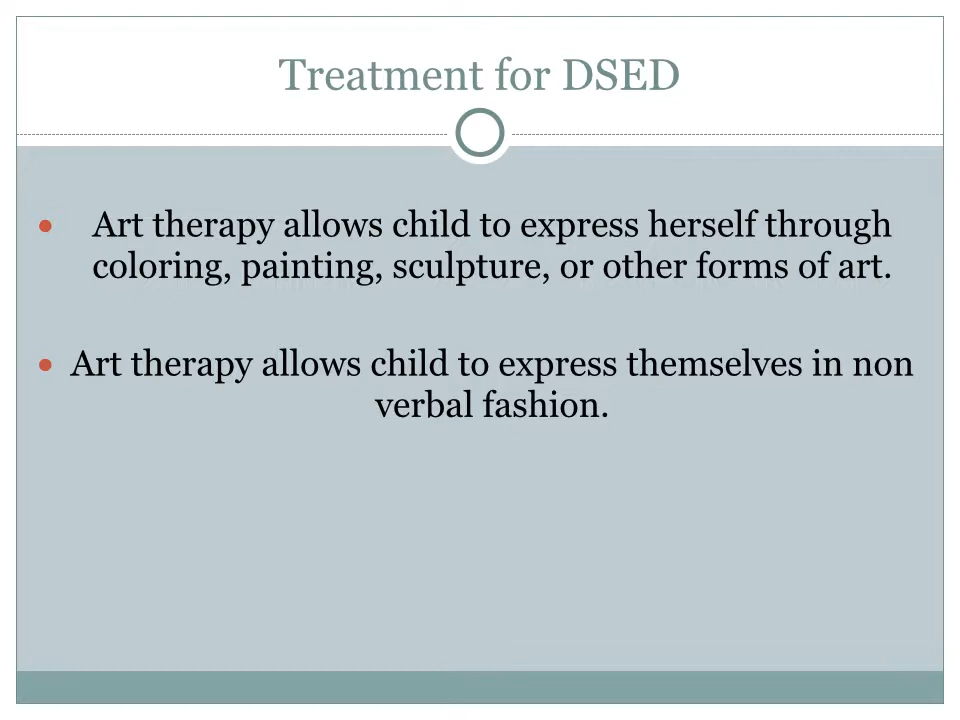 Treatment for DSED
• Art therapy allows child to express herself through
coloring, painting, sculpture, or other forms of art.
• Art therapy allows child to express themselves in non
verbal fashion.